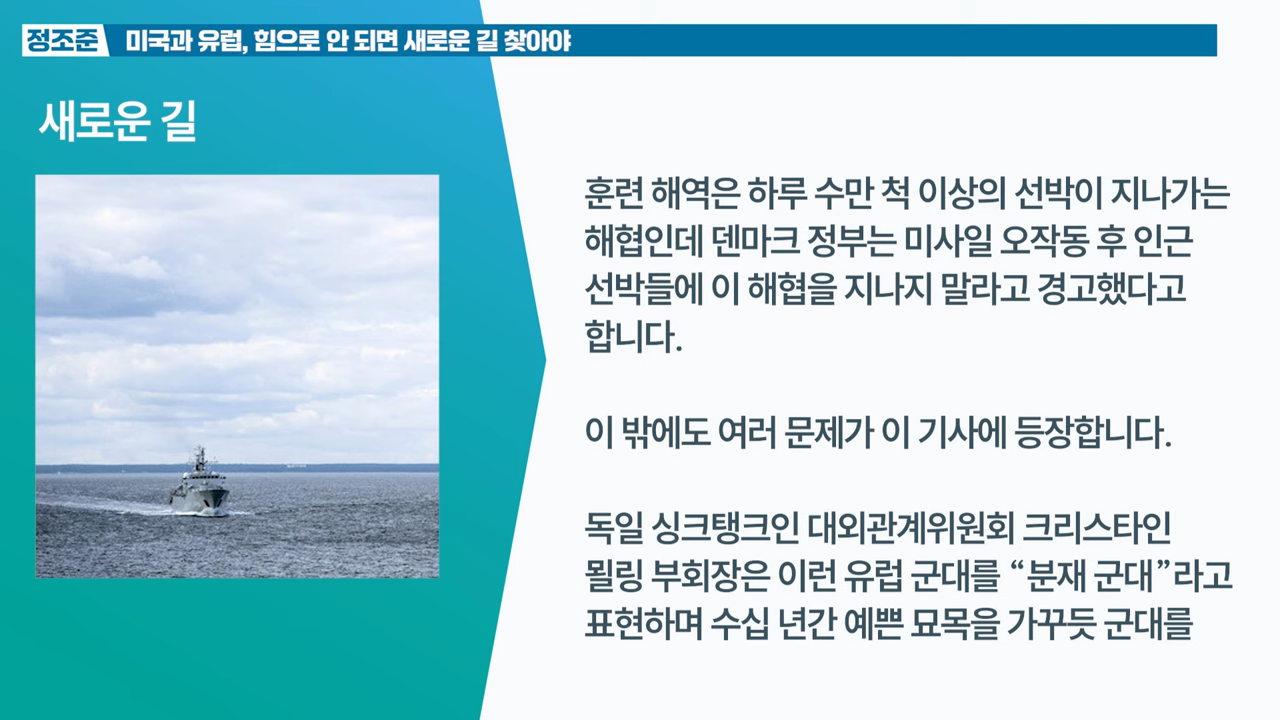 정조준 미국과 유럽, 힘으로 안 되면 새로운 길 찾아야
새로운 길
훈련 해역은 하루 수만 척 이상의 선박이 지나가는
해협인데 덴마크 정부는 미사일 오작동 후 인근
선박들에 이 해협을 지나지 말라고 경고했다고
합니다.
이 밖에도 여러 문제가 이 기사에 등장합니다.
독일 싱크탱크인 대외관계위원회 크리스타인
묄링 부회장은 이런 유럽 군대를 “분재 군대”라고
표현하며 수십 년간 예쁜 묘목을 가꾸듯 군대를